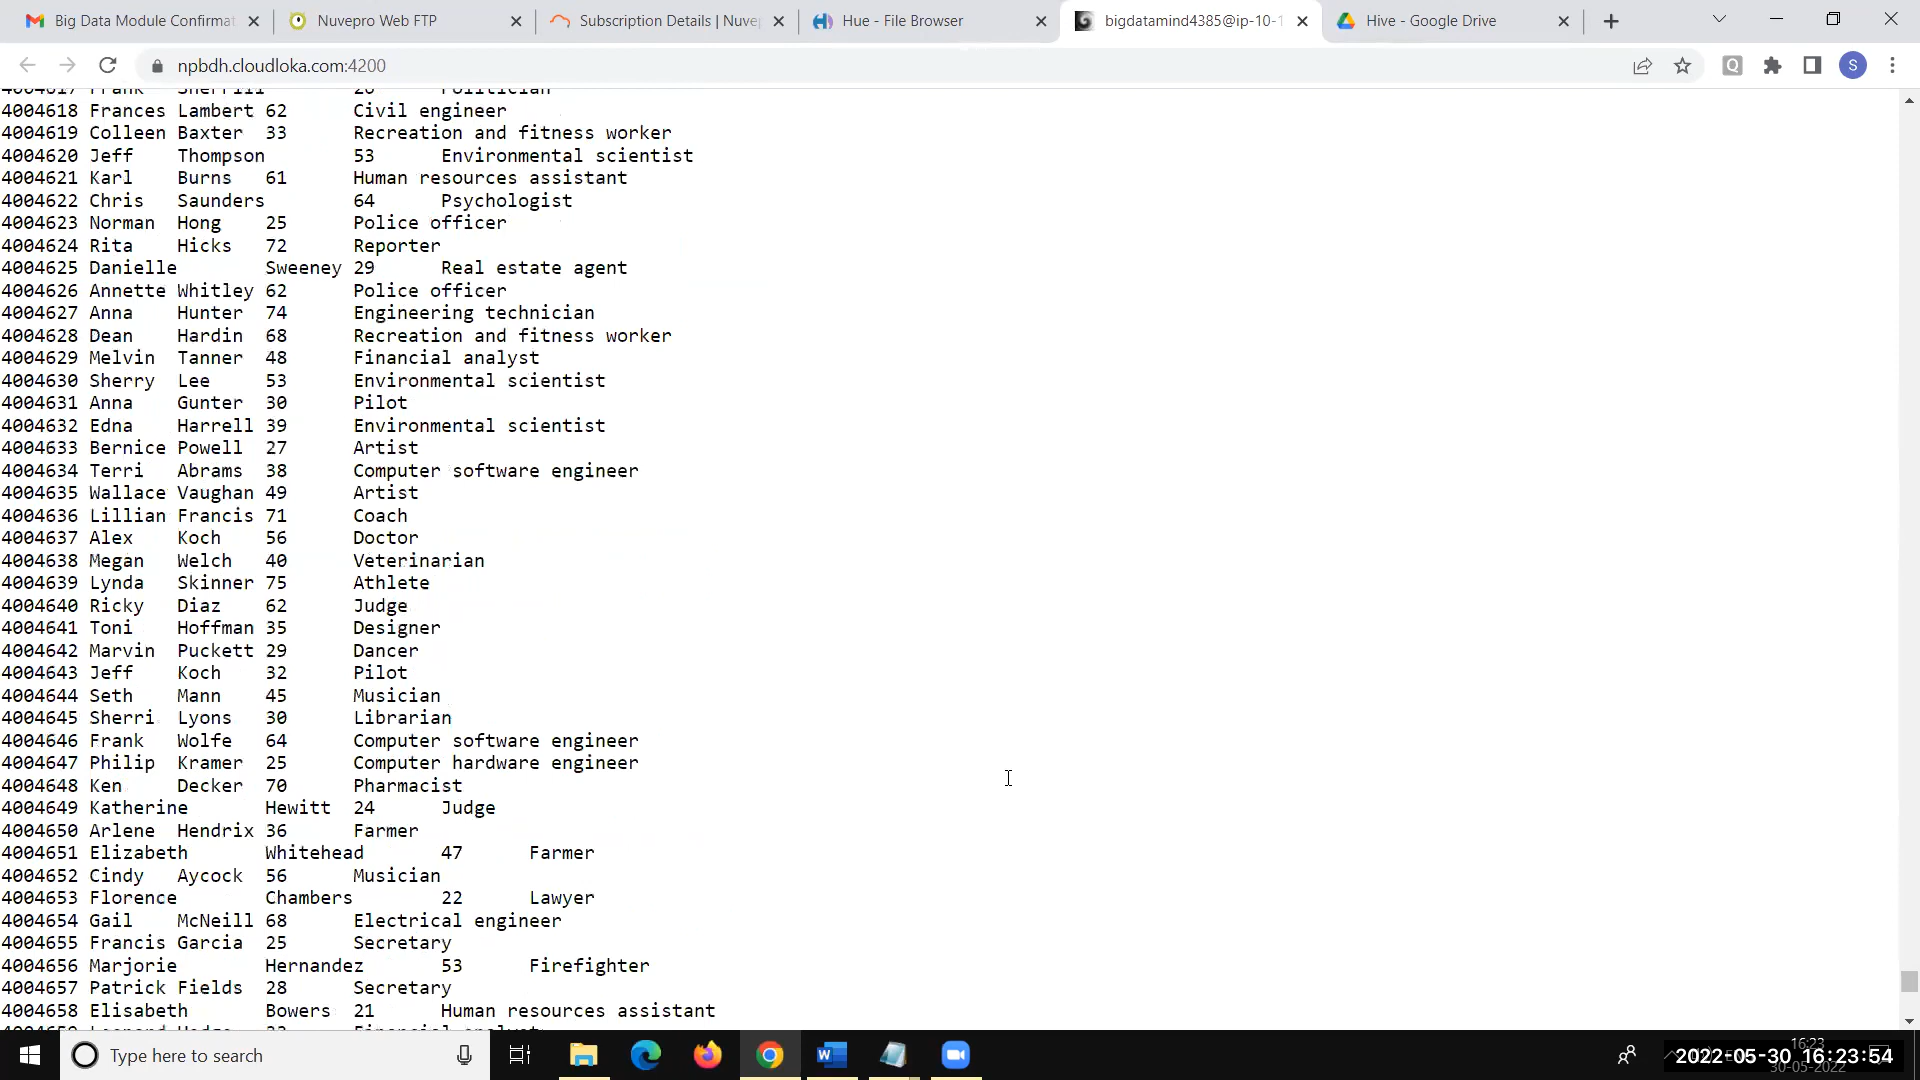 Big Data Module Confirmat
Nuvepro Web FTP
Subscription Details | Nuvep
Hue - File Browser
bigdatamind4385@ip-10-1
Hive - Google Drive
npbdh.cloudloka.com:4200
S
4004617 Frank Sherrill 26 Politician
4004618 Frances Lambert 62 Civil engineer
4004619 Colleen Baxter 33 Recreation and fitness worker
4004620 Jeff Thompson 53 Environmental scientist
4004621 Karl Burns 61 Human resources assistant
4004622 Chris Saunders 64 Psychologist
4004623 Norman Hong 25 Police officer
4004624 Rita Hicks 72 Reporter
4004625 Danielle Sweeney 29 Real estate agent
4004626 Annette Whitley 62 Police officer
4004627 Anna Hunter 74 Engineering technician
4004628 Dean Hardin 68 Recreation and fitness worker
4004629 Melvin Tanner 48 Financial analyst
4004630 Sherry Lee 53 Environmental scientist
4004631 Anna Gunter 30 Pilot
4004632 Edna Harrell 39 Environmental scientist
4004633 Bernice Powell 27 Artist
4004634 Terri Abrams 38 Computer software engineer
4004635 Wallace Vaughan 49 Artist
4004636 Lillian Francis 71 Coach
4004637 Alex Koch 56 Doctor
4004638 Megan Welch 40 Veterinarian
4004639 Lynda Skinner 75 Athlete
4004640 Ricky Diaz 62 Judge
4004641 Toni Hoffman 35 Designer
4004642 Marvin Puckett 29 Dancer
4004643 Jeff Koch 32 Pilot
4004644 Seth Mann 45 Musician
4004645 Sherri Lyons 30 Librarian
4004646 Frank Wolfe 64 Computer software engineer
4004647 Philip Kramer 25 Computer hardware engineer
4004648 Ken Decker 70 Pharmacist
4004649 Katherine Hewitt 24 Judge
4004650 Arlene Hendrix 36 Farmer
4004651 Elizabeth Whitehead 47 Farmer
4004652 Cindy Aycock 56 Musician
4004653 Florence Chambers 22 Lawyer
4004654 Gail McNeill 68 Electrical engineer
4004655 Francis Garcia 25 Secretary
4004656 Marjorie Hernandez 53 Firefighter
4004657 Patrick Fields 28 Secretary
4004658 Elisabeth Bowers 21 Human resources assistant
Type here to search
16:23
2022-05-30 16:23:54
30-05-2022